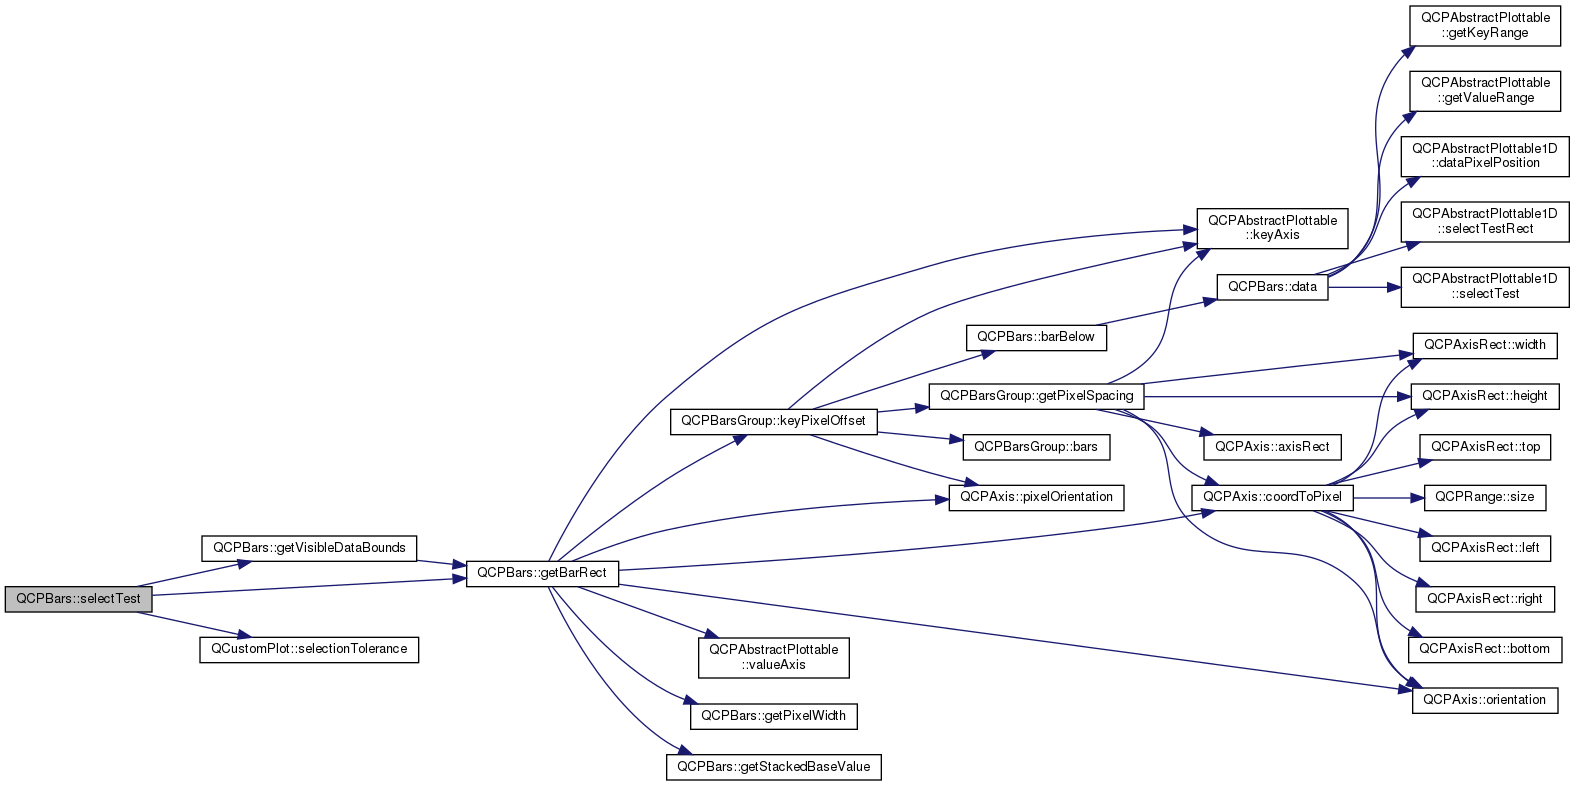 QCPAbstractPlottable
::getKeyRange
QCPAbstractPlottable
::getValueRange
QCPAbstractPlottable1D
::dataPixelPosition
QCPAbstractPlottable1D
::selectTestRect
QCPAbstractPlottable
::keyAxis
QCPBars::data
QCPAbstractPlottable1D
::selectTest
QCPBars::barBelow
QCPAxisRect::width
QCPBarsGroup::getPixelSpacing
QCPAxisRect::height
QCPBarsGroup::keyPixelOffset
QCPBarsGroup::bars
QCPAxis::axisRect
QCPAxisRect::top
QCPAxis::pixelOrientation
QCPAxis::coordToPixel
QCPRange::size
QCPBars::getVisibleDataBounds
QCPAxisRect::left
QCPBars::getBarRect
QCPBars::selectTest
QCPAxisRect::right
QCustomPlot::selectionTolerance
QCPAbstractPlottable
::valueAxis
QCPAxisRect::bottom
QCPAxis::orientation
QCPBars::getPixelWidth
QCPBars::getStackedBaseValue